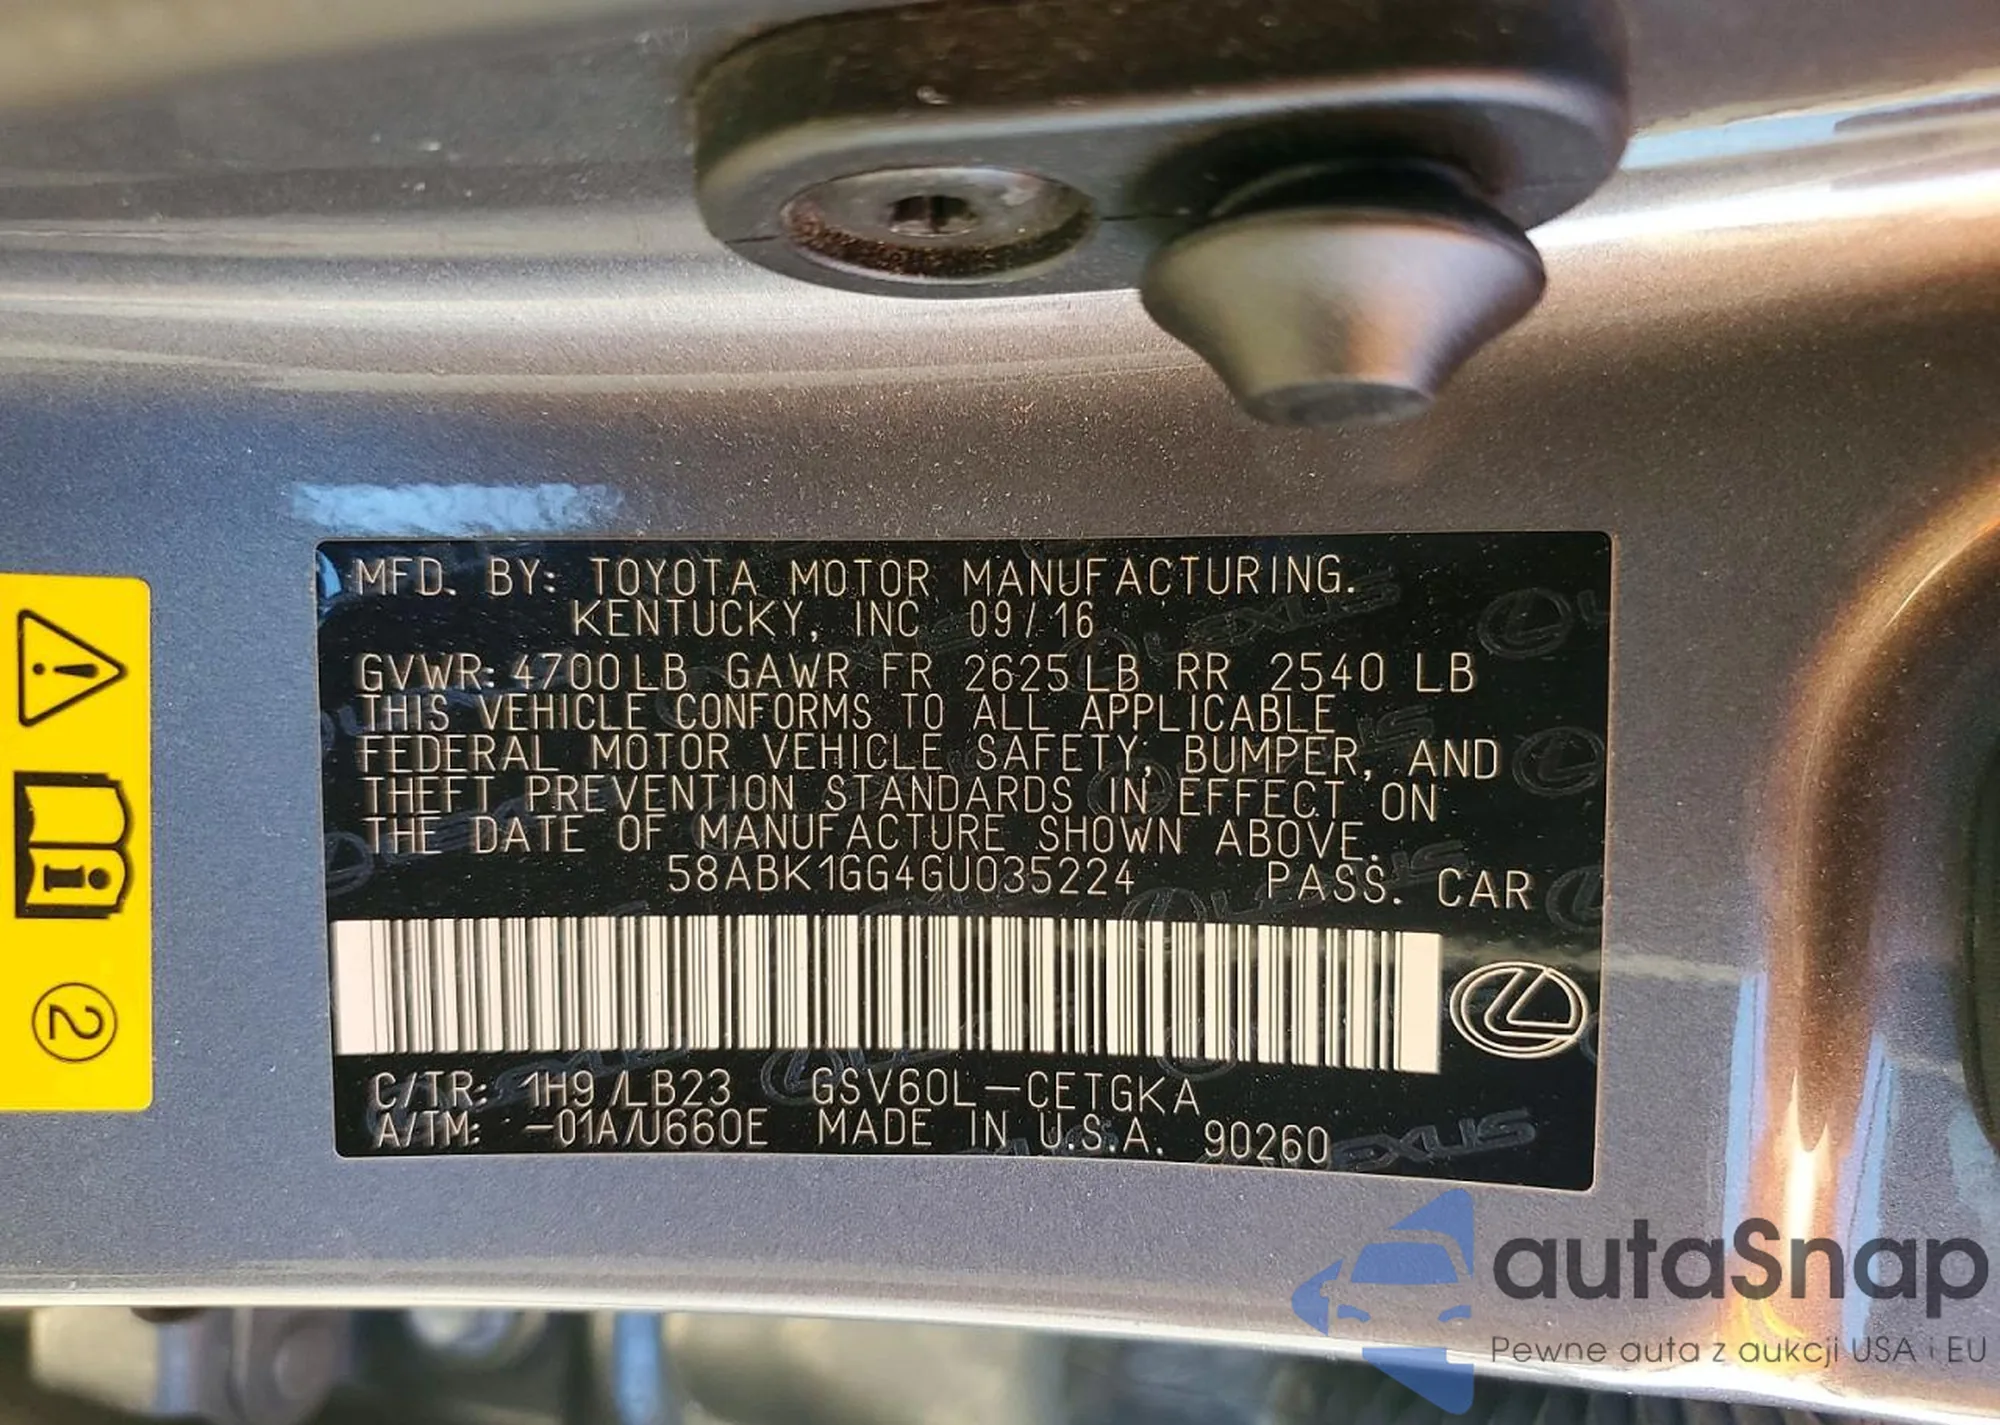 MFD. BY: TOYOTA MOTOR MANUFACTURING.
KENTUCKY, INC 09/16
GVWR: 4700LB GAWR FR 2625LB RR 2540 LB
THIS VEHICLE CONFORMS TO ALL APPLICABLE
FEDERAL MOTOR VEHICLE SAFETY, BUMPER, AND
THEFT PREVENTION STANDARDS IN EFFECT ON
THE DATE OF MANUFACTURE SHOWN ABOVE.
58ABK1GG4GU035224 PASS. CAR
C/TR: 1H9/LB23 GSV60L-CETGKA
A/TM: -01A/U660E MADE IN U.S.A. 90260
i
2
autaSnap
Pewne auta z aukcji USA i EU